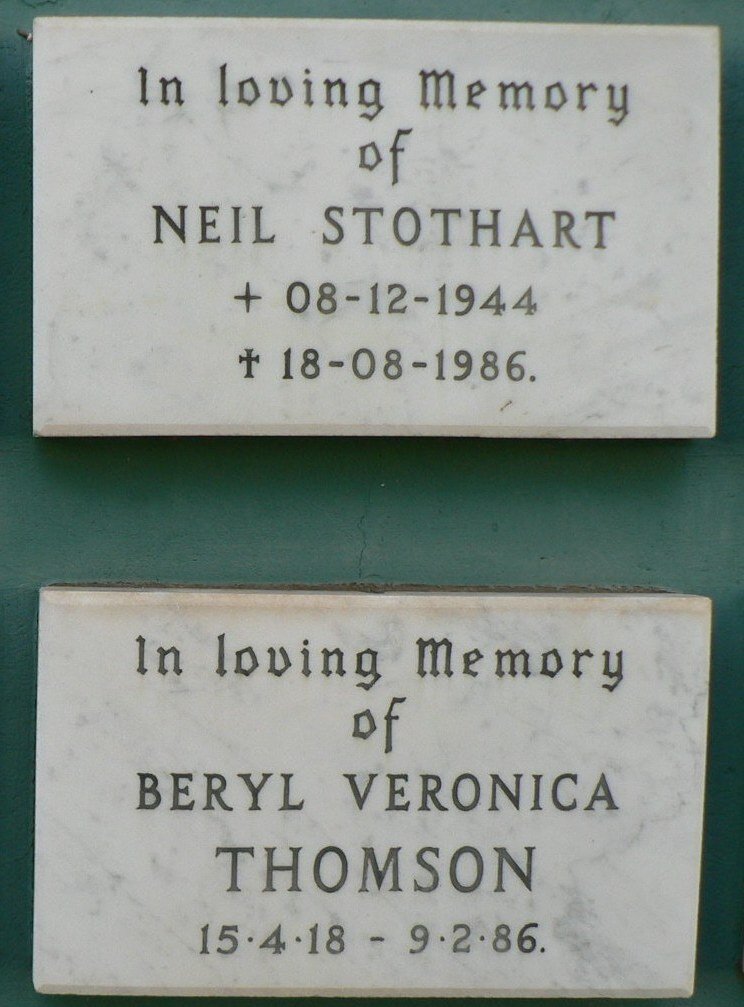 In loving Memory
of
NEIL STOTHART
+ 08-12-1944
✝ 18-08-1986.
In loving Memory
of
BERYL VERONICA
THOMSON
15·4·18 - 9·2·86.